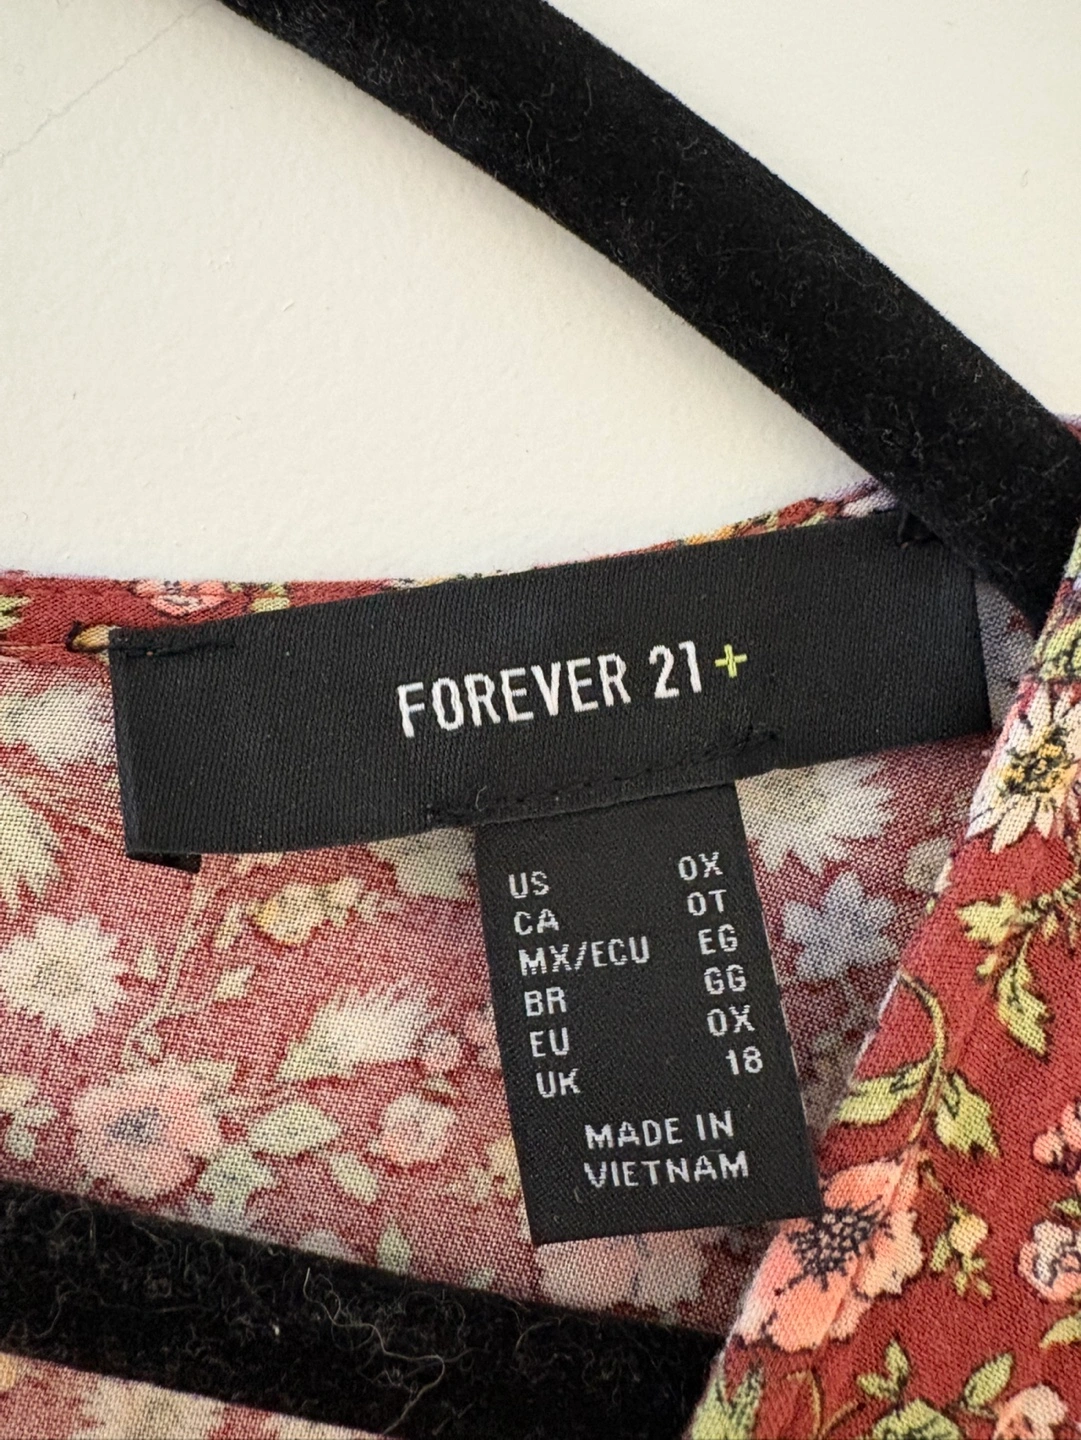 FOREVER 21+
US 0X
CA 0T
MX/ECU EG
BR GG
EU 0X
UK 18
MADE IN
VIETNAM